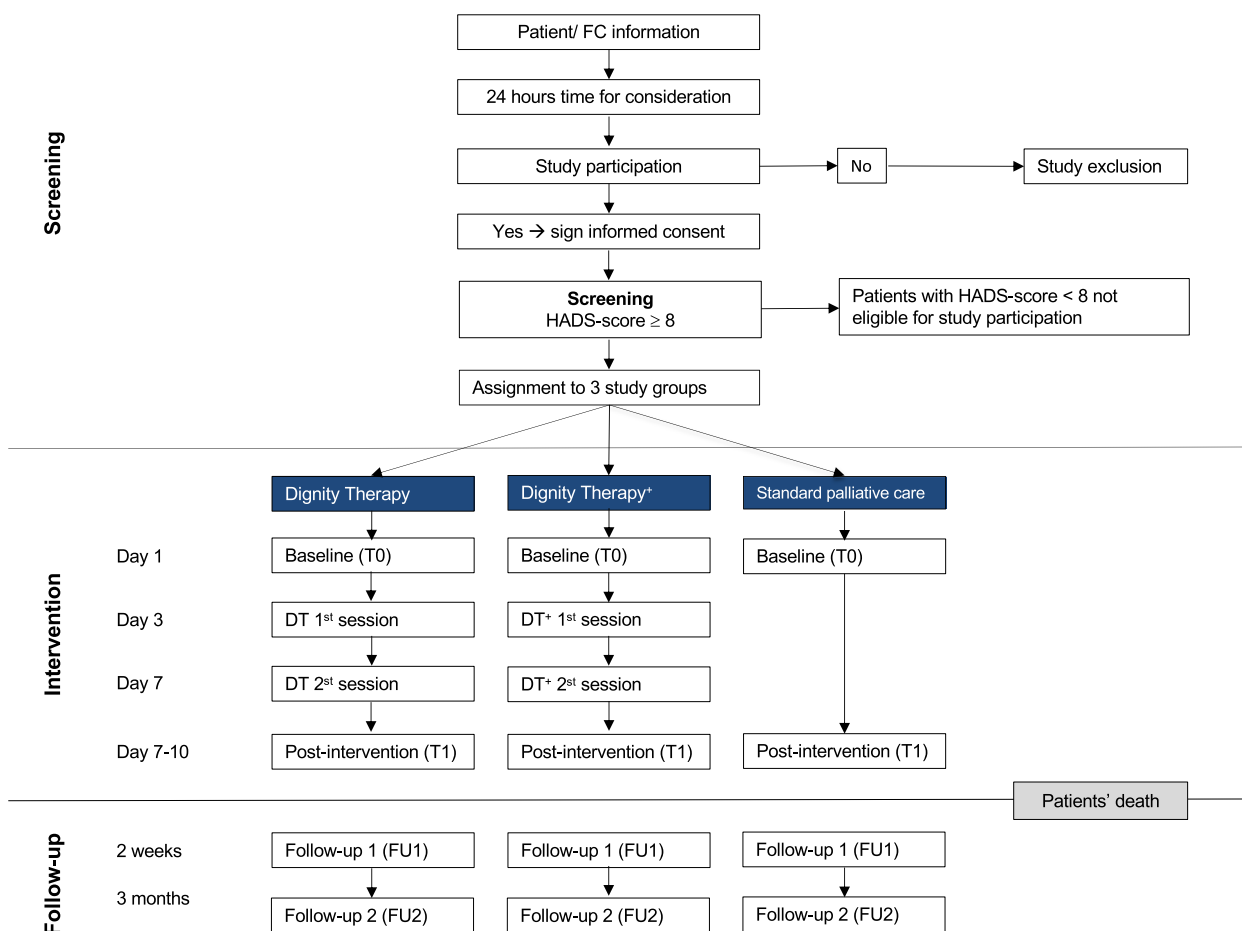 Screening
Patient/ FC information
24 hours time for consideration
Study participation
No
Study exclusion
Yes → sign informed consent
Screening
HADS-score ≥ 8
Patients with HADS-score < 8 not
eligible for study participation
Assignment to 3 study groups
Intervention
Dignity Therapy
Dignity Therapy⁺
Standard palliative care
Day 1
Baseline (T0)
Baseline (T0)
Baseline (T0)
Day 3
DT 1ˢᵗ session
DT⁺ 1ˢᵗ session
Day 7
DT 2ˢᵗ session
DT⁺ 2ˢᵗ session
Day 7-10
Post-intervention (T1)
Post-intervention (T1)
Post-intervention (T1)
Patients’ death
Follow-up
2 weeks
Follow-up 1 (FU1)
Follow-up 1 (FU1)
Follow-up 1 (FU1)
3 months
Follow-up 2 (FU2)
Follow-up 2 (FU2)
Follow-up 2 (FU2)